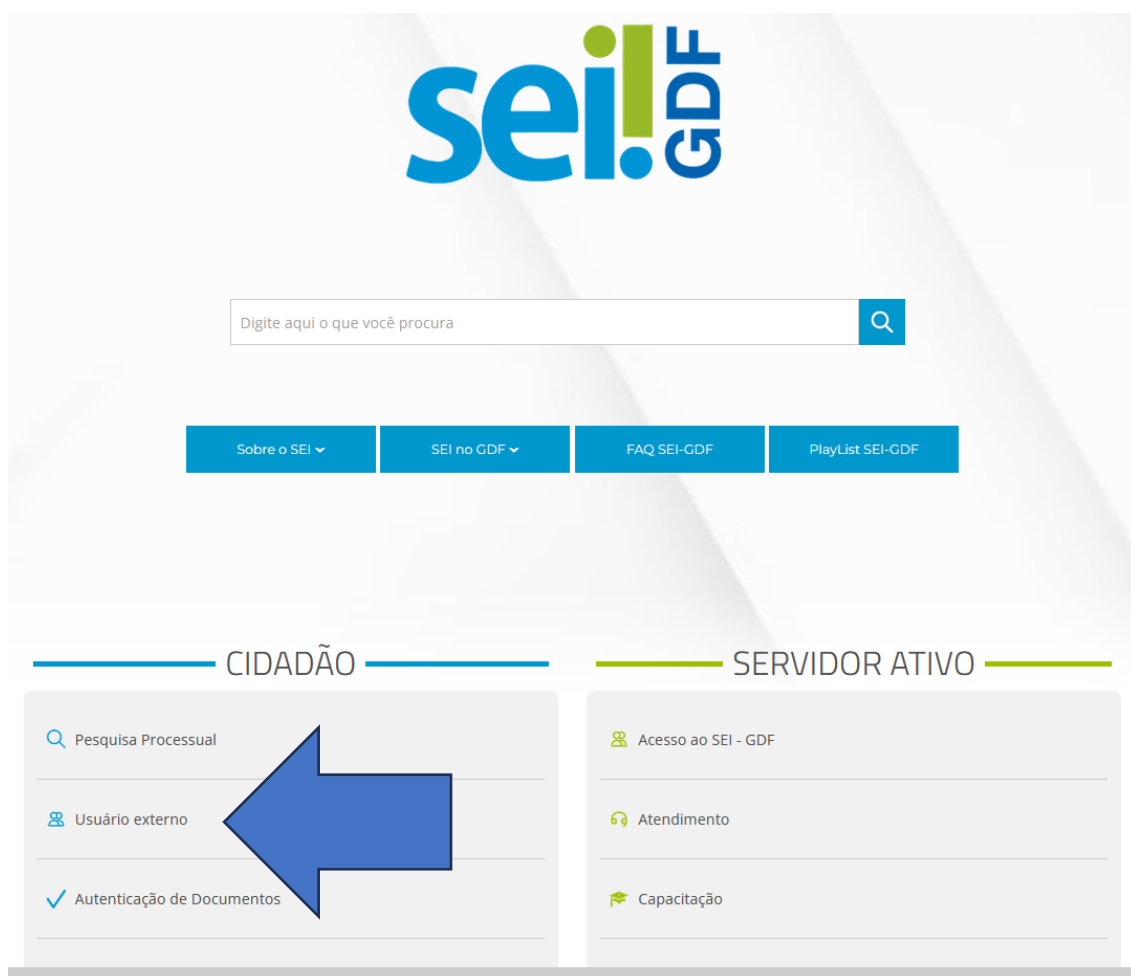 sei! GDF
Digite aqui o que você procura
Sobre o SEI
SEI no GDF
FAQ SEI-GDF
PlayList SEI-GDF
CIDADÃO
Pesquisa Processual
Usuário externo
Autenticação de Documentos
SERVIDOR ATIVO
Acesso ao SEI - GDF
Atendimento
Capacitação